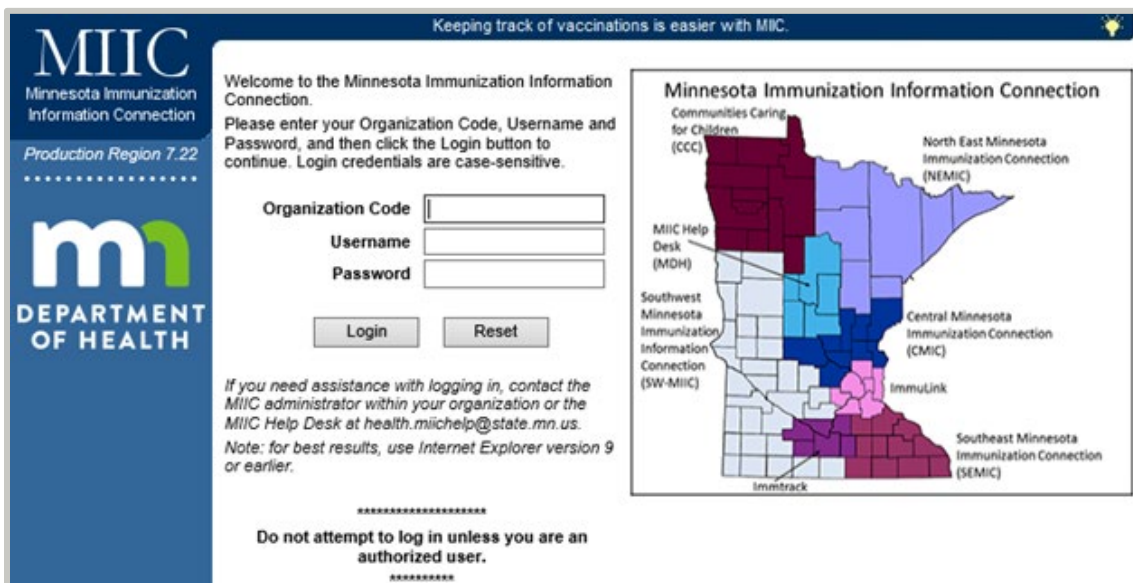 Keeping track of vaccinations is easier with MIIC.
MIIC
Minnesota Immunization
Information Connection
Production Region 7.22
mn
DEPARTMENT
OF HEALTH
Welcome to the Minnesota Immunization Information
Connection.
Please enter your Organization Code, Username and
Password, and then click the Login button to
continue. Login credentials are case-sensitive.
Organization Code
Username
Password
Login
Reset
If you need assistance with logging in, contact the
MIIC administrator within your organization or the
MIIC Help Desk at health.miichelp@state.mn.us.
Note: for best results, use Internet Explorer version 9
or earlier.
********************
Do not attempt to log in unless you are an
authorized user.
**********
Minnesota Immunization Information Connection
Communities Caring
for Children
(CCC)
North East Minnesota
Immunization Connection
(NEMIC)
MIIC Help
Desk
(MDH)
Southwest
Minnesota
Immunization
Information
Connection
(SW-MIIC)
Central Minnesota
Immunization Connection
(CMIC)
ImmuLink
Southeast Minnesota
Immunization Connection
(SEMIC)
Immtrack